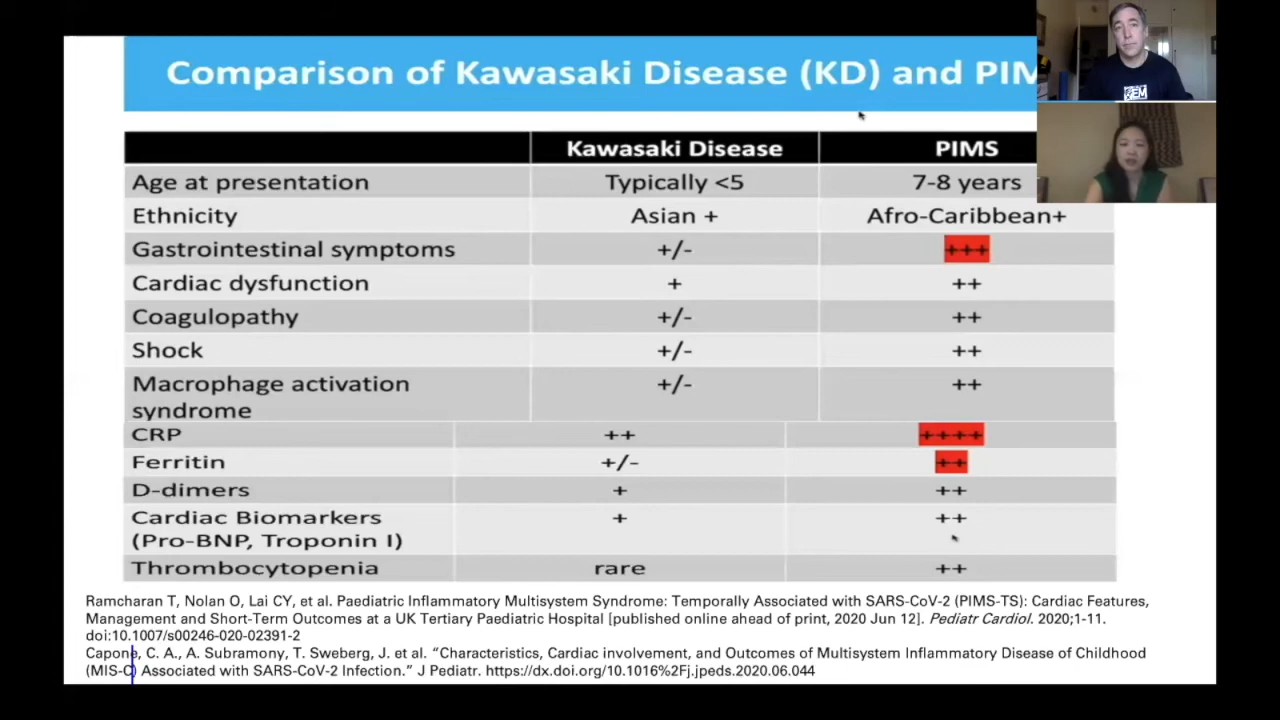 Comparison of Kawasaki Disease (KD) and PIM
Kawasaki Disease PIMS
Age at presentation Typically <5 7-8 years
Ethnicity Asian + Afro-Caribbean+
Gastrointestinal symptoms +/- +++
Cardiac dysfunction + ++
Coagulopathy +/- ++
Shock +/- ++
Macrophage activation +/- ++
syndrome
CRP ++ ++++
Ferritin +/- ++
D-dimers + ++
Cardiac Biomarkers + ++
(Pro-BNP, Troponin I)
Thrombocytopenia rare ++
Ramcharan T, Nolan O, Lai CY, et al. Paediatric Inflammatory Multisystem Syndrome: Temporally Associated with SARS-CoV-2 (PIMS-TS): Cardiac Features,
Management and Short-Term Outcomes at a UK Tertiary Paediatric Hospital [published online ahead of print, 2020 Jun 12]. Pediatr Cardiol. 2020;1-11.
doi:10.1007/s00246-020-02391-2
Capone, C. A., A. Subramony, T. Sweberg, J. et al. “Characteristics, Cardiac involvement, and Outcomes of Multisystem Inflammatory Disease of Childhood
(MIS-C) Associated with SARS-CoV-2 Infection.” J Pediatr. https://dx.doi.org/10.1016%2Fj.jpeds.2020.06.044